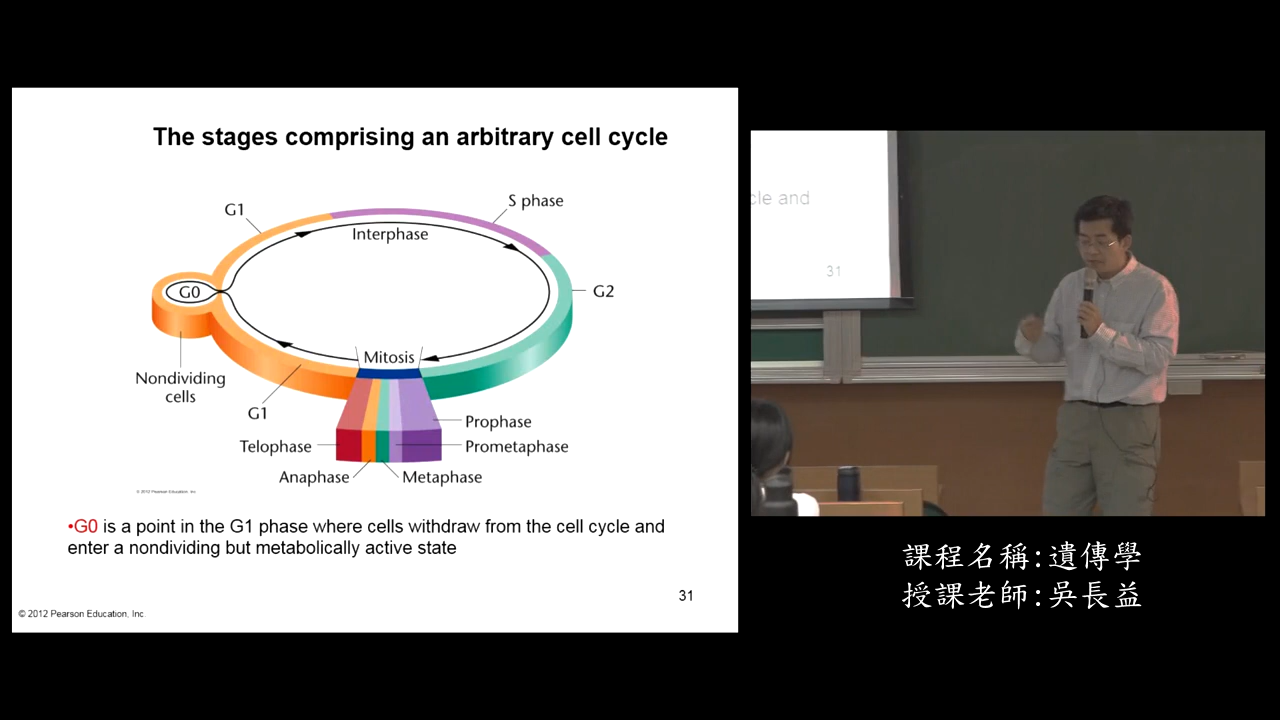 The stages comprising an arbitrary cell cycle
G1
S phase
Interphase
G0
G2
Mitosis
Nondividing
cells
G1
Prophase
Telophase
Prometaphase
Anaphase
Metaphase
© 2012 Pearson Education, Inc.
•G0 is a point in the G1 phase where cells withdraw from the cell cycle and
enter a nondividing but metabolically active state
31
© 2012 Pearson Education, Inc.
cle and
31
課程名稱:遺傳學
授課老師:吳長益